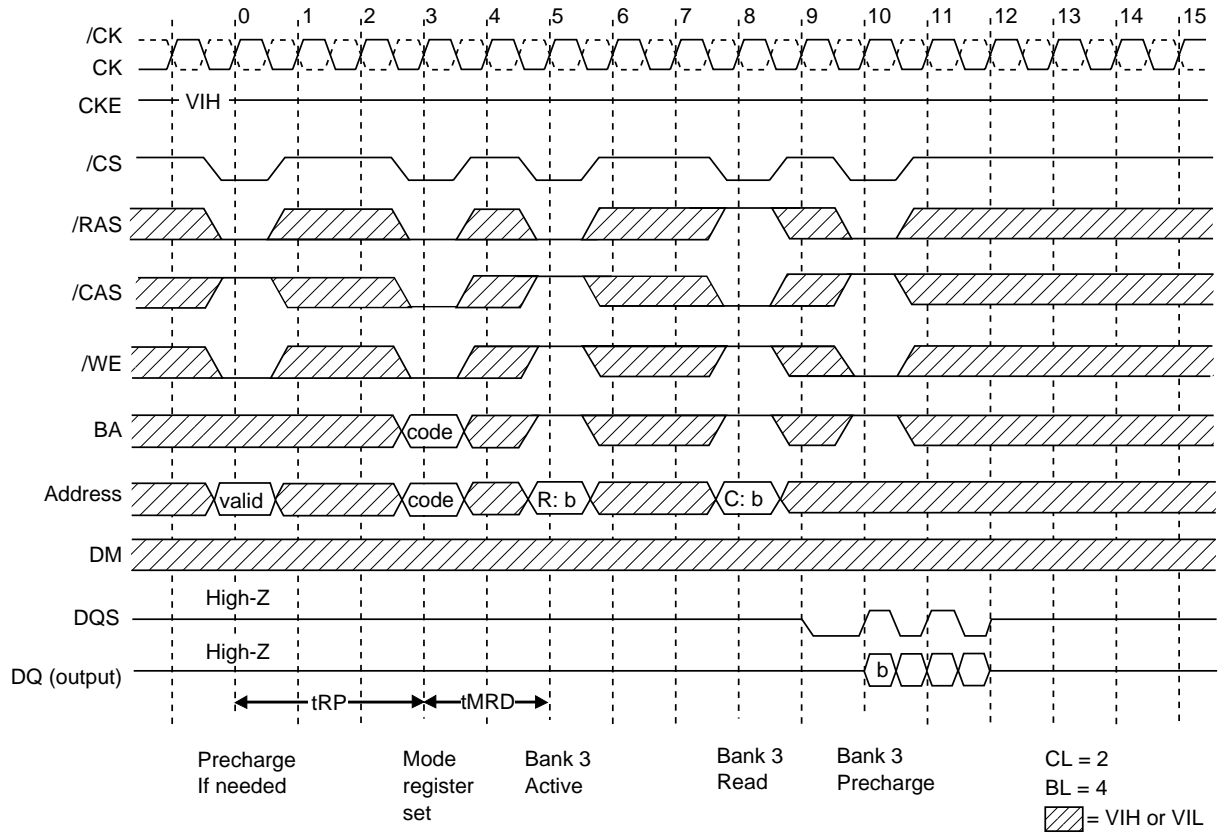 0 1 2 3 4 5 6 7 8 9 10 11 12 13 14 15
/CK
CK
CKE VIH
/CS
/RAS
/CAS
/WE
BA code
Address valid code R: b C: b
DM
High-Z
DQS
High-Z
DQ (output) b
tRP tMRD
Precharge
If needed
Mode
register
set
Bank 3
Active
Bank 3
Read
Bank 3
Precharge
CL = 2
BL = 4
= VIH or VIL